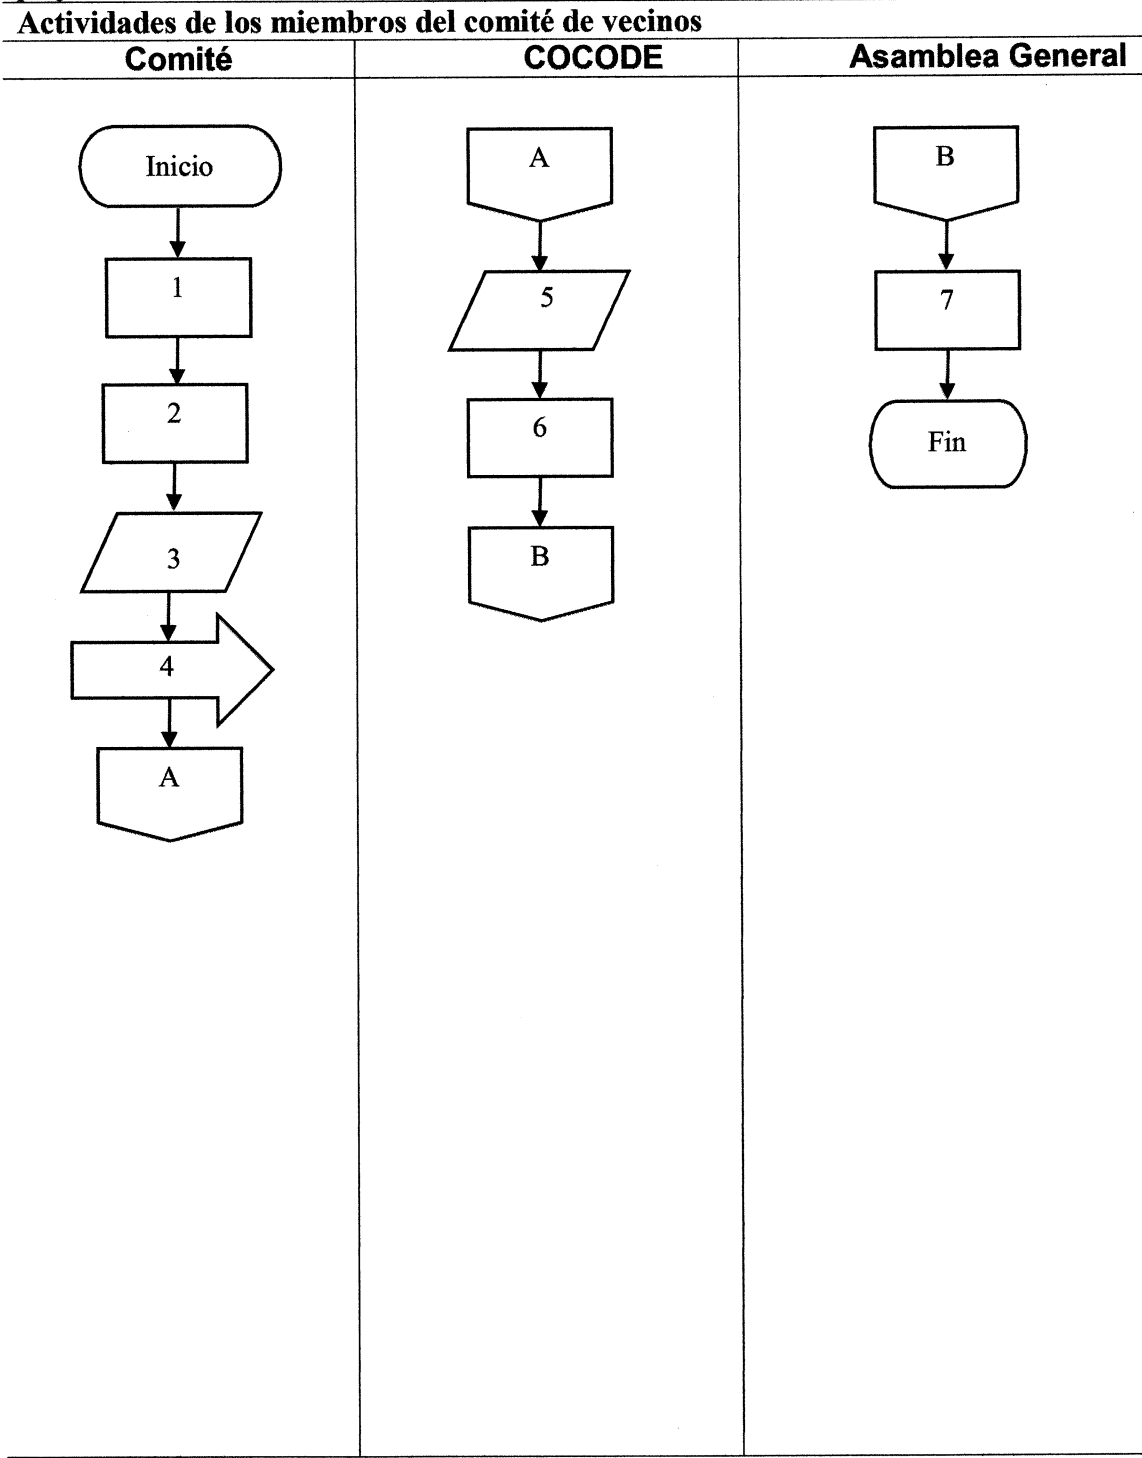 Actividades de los miembros del comité de vecinos
Comité
COCODE
Asamblea General
Inicio
1
2
3
4
A
A
5
6
B
B
7
Fin